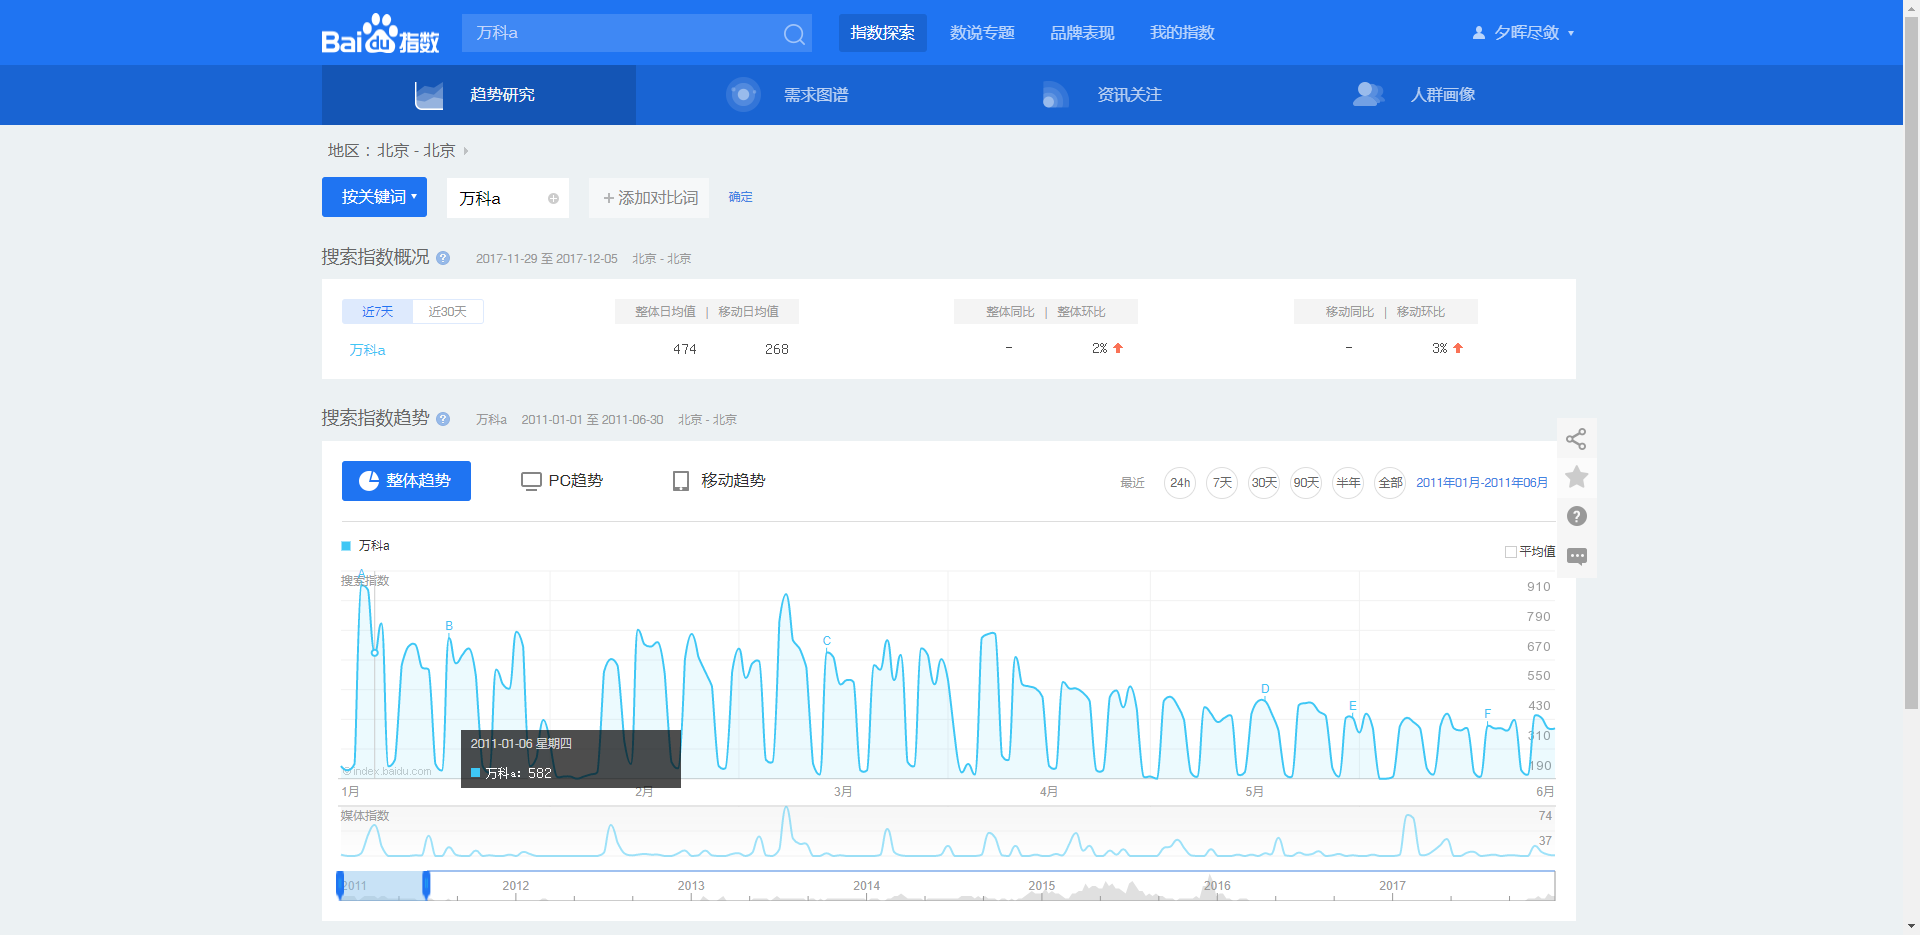 Baidu指数 万科a 指数探索 数说专题 品牌表现 我的指数 夕晖尽敛
趋势研究 需求图谱 资讯关注 人群画像
地区： 北京 - 北京
按关键词 万科a + 添加对比词 确定
搜索指数概况 ? 2017-11-29 至 2017-12-05 北京 - 北京
近7天 近30天 整体日均值 | 移动日均值 整体同比 | 整体环比 移动同比 | 移动环比
万科a 474 268 - 2% - 3%
搜索指数趋势 ? 万科a 2011-01-01 至 2011-06-30 北京 - 北京
整体趋势 PC趋势 移动趋势 最近 24h 7天 30天 90天 半年 全部 2011年01月-2011年06月
万科a
平均值
搜索指数
A
B
C
D
E
F
910
790
670
550
430
310
190
2011-01-06 星期四
万科a: 582
©index.baidu.com
1月 2月 3月 4月 5月 6月
媒体指数
74
37
2011 2012 2013 2014 2015 2016 2017